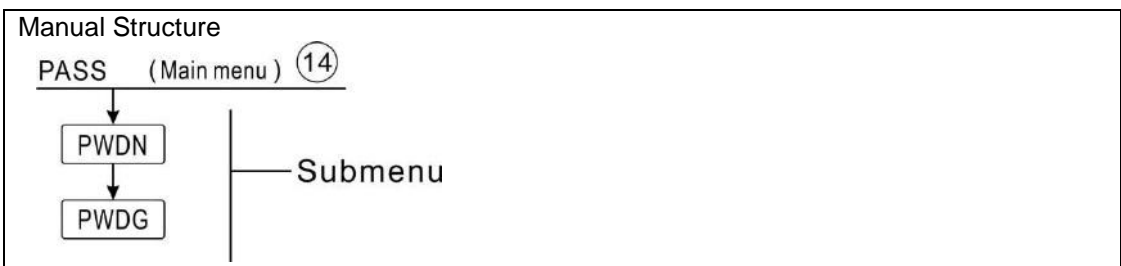 Manual Structure
PASS (Main menu) 14
PWDN
Submenu
PWDG